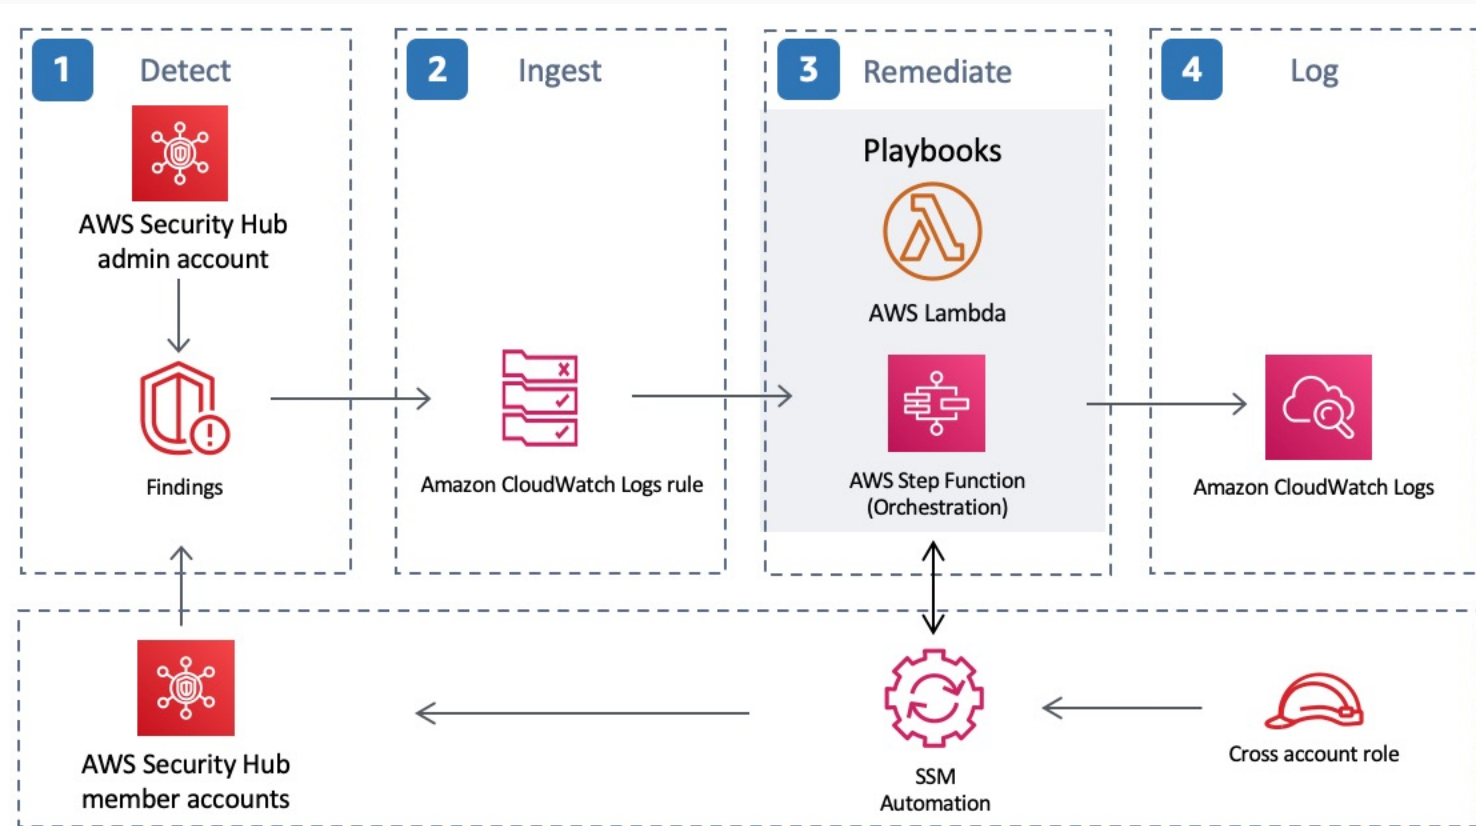 1 Detect
AWS Security Hub
admin account
Findings
2 Ingest
Amazon CloudWatch Logs rule
3 Remediate
Playbooks
AWS Lambda
AWS Step Function
(Orchestration)
4 Log
Amazon CloudWatch Logs
AWS Security Hub
member accounts
SSM
Automation
Cross account role